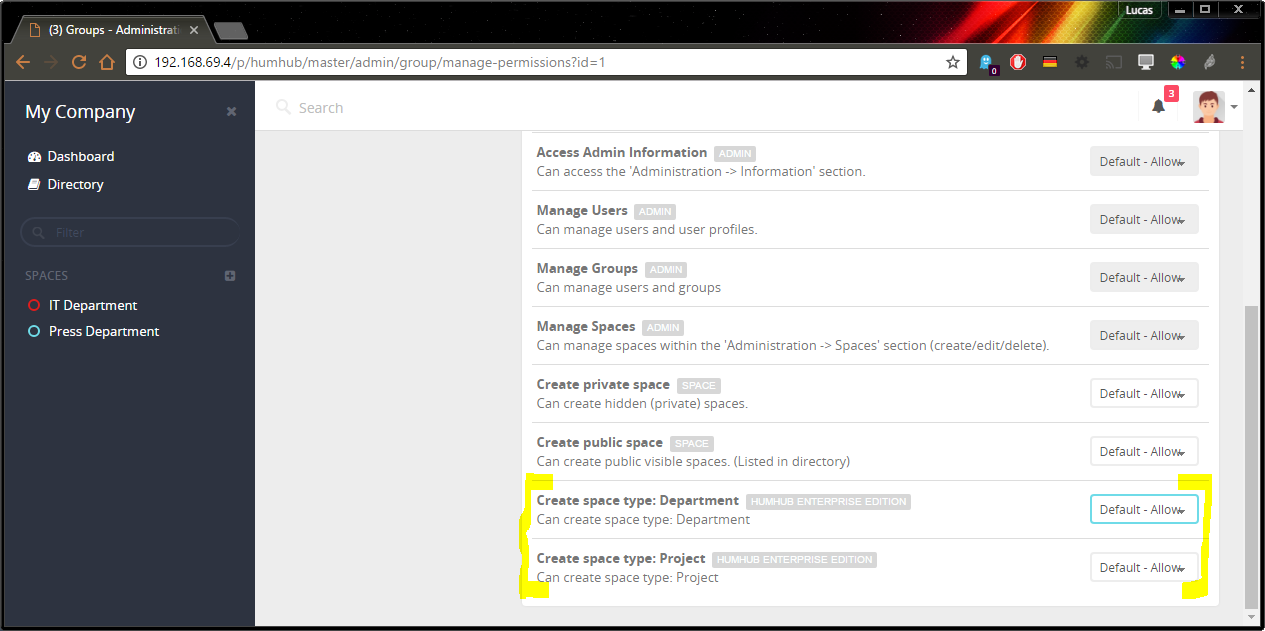 Lucas
(3) Groups - Administrati
192.168.69.4/p/humhub/master/admin/group/manage-permissions?id=1
0
My Company
Search
3
Dashboard
Directory
Filter
SPACES
IT Department
Press Department
Access Admin Information ADMIN
Can access the 'Administration -> Information' section.
Default - Allow
Manage Users ADMIN
Can manage users and user profiles.
Default - Allow
Manage Groups ADMIN
Can manage users and groups
Default - Allow
Manage Spaces ADMIN
Can manage spaces within the 'Administration -> Spaces' section (create/edit/delete).
Default - Allow
Create private space SPACE
Can create hidden (private) spaces.
Default - Allow
Create public space SPACE
Can create public visible spaces. (Listed in directory)
Default - Allow
Create space type: Department HUMHUB ENTERPRISE EDITION
Can create space type: Department
Default - Allow
Create space type: Project HUMHUB ENTERPRISE EDITION
Can create space type: Project
Default - Allow